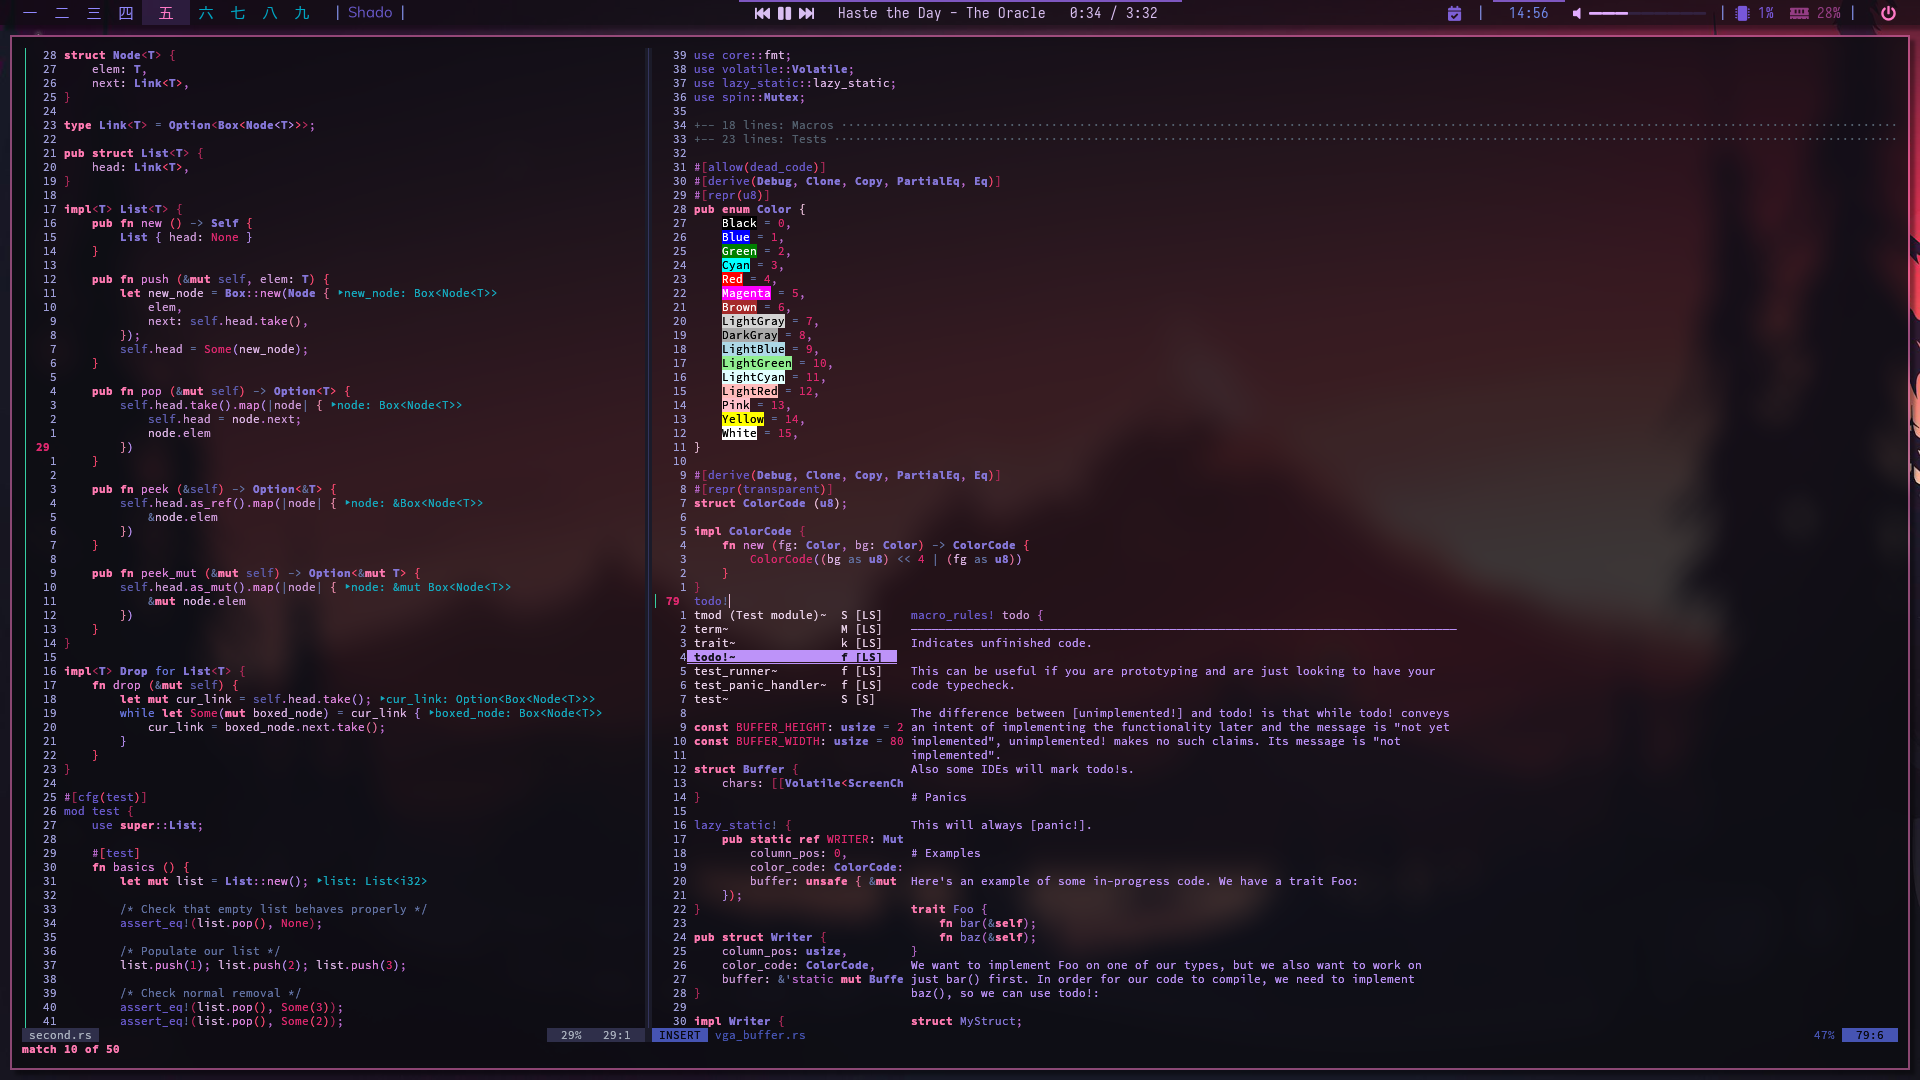 一 二 三 四 五 六 七 八 九 | Shado |
Haste the Day - The Oracle 0:34 / 3:32
| 14:56 | 1% 28% |
28 struct Node<T> {
27     elem: T,
26     next: Link<T>,
25 }
24
23 type Link<T> = Option<Box<Node<T>>>;
22
21 pub struct List<T> {
20     head: Link<T>,
19 }
18
17 impl<T> List<T> {
16     pub fn new () -> Self {
15         List { head: None }
14     }
13
12     pub fn push (&mut self, elem: T) {
11         let new_node = Box::new(Node { ‣new_node: Box<Node<T>>
10             elem,
9             next: self.head.take(),
8         });
7         self.head = Some(new_node);
6     }
5
4     pub fn pop (&mut self) -> Option<T> {
3         self.head.take().map(|node| { ‣node: Box<Node<T>>
2             self.head = node.next;
1             node.elem
29         })
1     }
2
3     pub fn peek (&self) -> Option<&T> {
4         self.head.as_ref().map(|node| { ‣node: &Box<Node<T>>
5             &node.elem
6         })
7     }
8
9     pub fn peek_mut (&mut self) -> Option<&mut T> {
10         self.head.as_mut().map(|node| { ‣node: &mut Box<Node<T>>
11             &mut node.elem
12         })
13     }
14 }
15
16 impl<T> Drop for List<T> {
17     fn drop (&mut self) {
18         let mut cur_link = self.head.take(); ‣cur_link: Option<Box<Node<T>>>
19         while let Some(mut boxed_node) = cur_link { ‣boxed_node: Box<Node<T>>
20             cur_link = boxed_node.next.take();
21         }
22     }
23 }
24
25 #[cfg(test)]
26 mod test {
27     use super::List;
28
29     #[test]
30     fn basics () {
31         let mut list = List::new(); ‣list: List<i32>
32
33         /* Check that empty list behaves properly */
34         assert_eq!(list.pop(), None);
35
36         /* Populate our list */
37         list.push(1); list.push(2); list.push(3);
38
39         /* Check normal removal */
40         assert_eq!(list.pop(), Some(3));
41         assert_eq!(list.pop(), Some(2));
second.rs 29% 29:1
match 10 of 50
39 use core::fmt;
38 use volatile::Volatile;
37 use lazy_static::lazy_static;
36 use spin::Mutex;
35
34 +-- 18 lines: Macros
33 +-- 23 lines: Tests
32
31 #[allow(dead_code)]
30 #[derive(Debug, Clone, Copy, PartialEq, Eq)]
29 #[repr(u8)]
28 pub enum Color {
27     Black = 0,
26     Blue = 1,
25     Green = 2,
24     Cyan = 3,
23     Red = 4,
22     Magenta = 5,
21     Brown = 6,
20     LightGray = 7,
19     DarkGray = 8,
18     LightBlue = 9,
17     LightGreen = 10,
16     LightCyan = 11,
15     LightRed = 12,
14     Pink = 13,
13     Yellow = 14,
12     White = 15,
11 }
10
9 #[derive(Debug, Clone, Copy, PartialEq, Eq)]
8 #[repr(transparent)]
7 struct ColorCode (u8);
6
5 impl ColorCode {
4     fn new (fg: Color, bg: Color) -> ColorCode {
3         ColorCode((bg as u8) << 4 | (fg as u8))
2     }
1 }
79 todo!
1 tmod (Test module)~ S [LS]
2 term~ M [LS]
3 trait~ k [LS]
4 todo!~ f [LS]
5 test_runner~ f [LS]
6 test_panic_handler~ f [LS]
7 test~ S [S]
8
9 const BUFFER_HEIGHT: usize = 2
10 const BUFFER_WIDTH: usize = 80
11
12 struct Buffer {
13     chars: [[Volatile<ScreenCh
14 }
15
16 lazy_static! {
17     pub static ref WRITER: Mut
18         column_pos: 0,
19         color_code: ColorCode:
20         buffer: unsafe { &mut
21     });
22 }
23
24 pub struct Writer {
25     column_pos: usize,
26     color_code: ColorCode,
27     buffer: &'static mut Buffe
28 }
29
30 impl Writer {
macro_rules! todo {
Indicates unfinished code.
This can be useful if you are prototyping and are just looking to have your
code typecheck.
The difference between [unimplemented!] and todo! is that while todo! conveys
an intent of implementing the functionality later and the message is "not yet
implemented", unimplemented! makes no such claims. Its message is "not
implemented".
Also some IDEs will mark todo!s.
# Panics
This will always [panic!].
# Examples
Here's an example of some in-progress code. We have a trait Foo:
trait Foo {
    fn bar(&self);
    fn baz(&self);
}
We want to implement Foo on one of our types, but we also want to work on
just bar() first. In order for our code to compile, we need to implement
baz(), so we can use todo!:
struct MyStruct;
INSERT vga_buffer.rs 47% 79:6